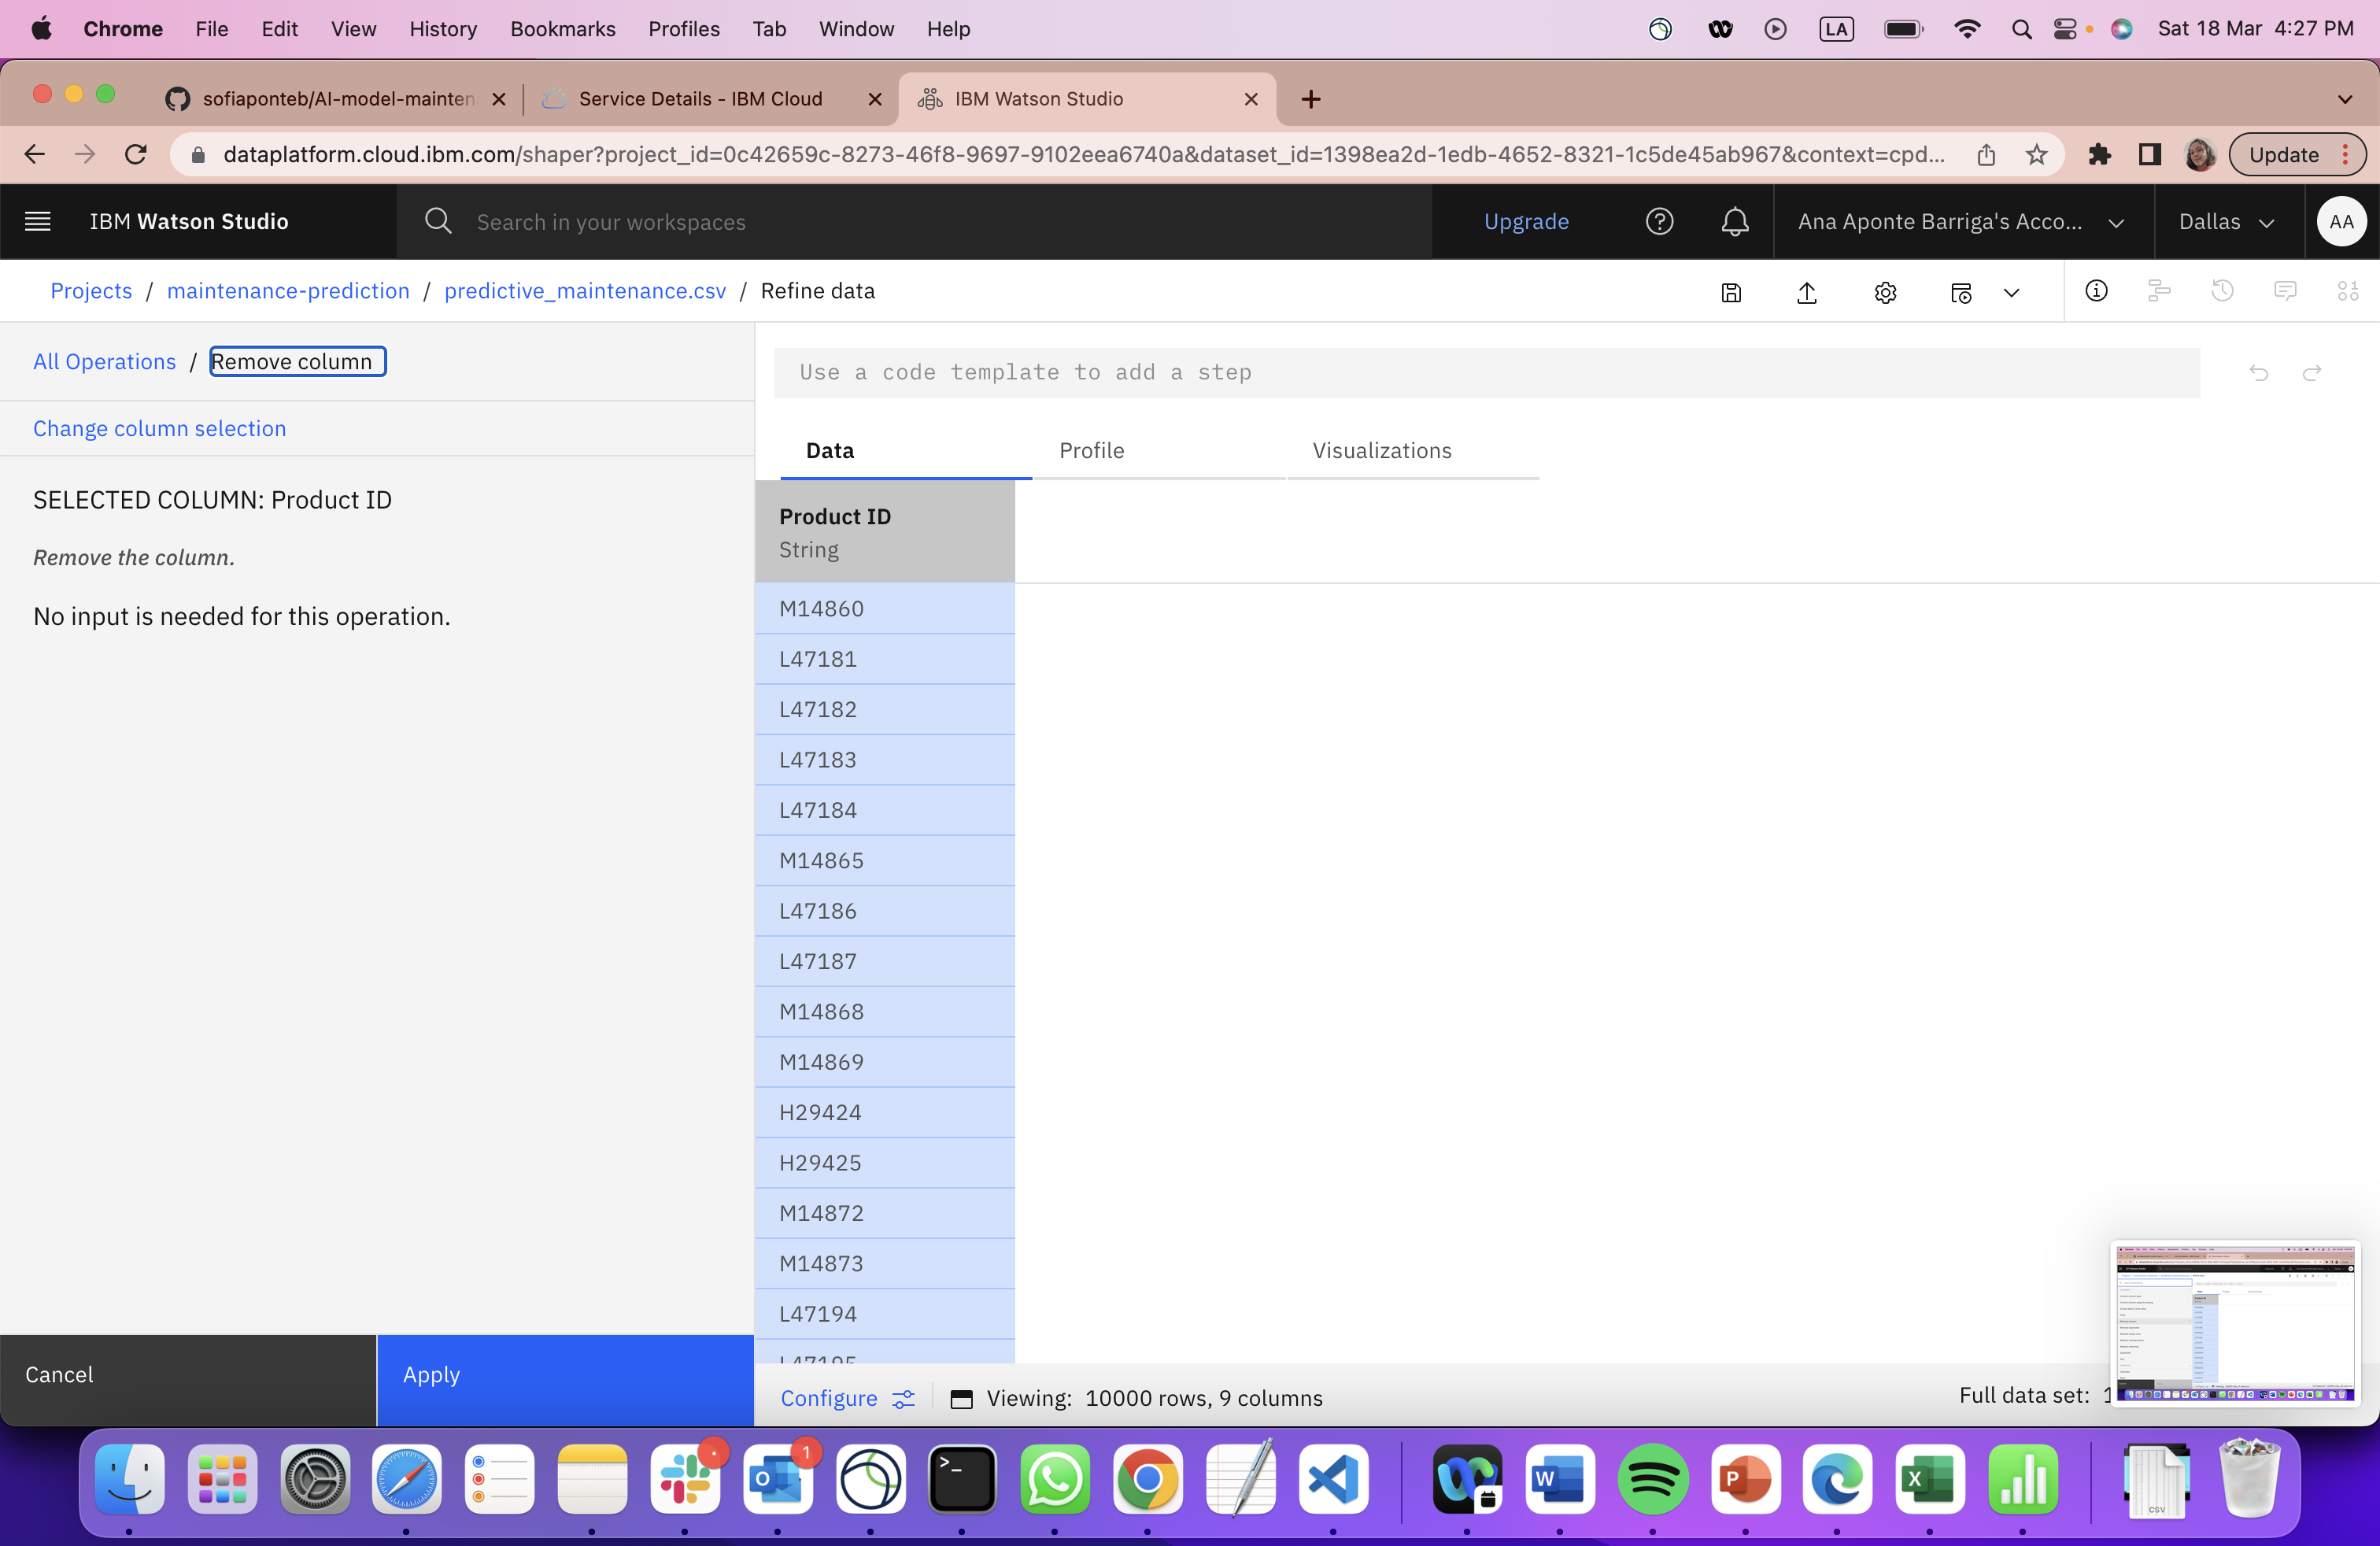 Chrome File Edit View History Bookmarks Profiles Tab Window Help LA Sat 18 Mar 4:27 PM
sofiaponteb/AI-model-mainten Service Details - IBM Cloud IBM Watson Studio
dataplatform.cloud.ibm.com/shaper?project_id=0c42659c-8273-46f8-9697-9102eea6740a&dataset_id=1398ea2d-1edb-4652-8321-1c5de45ab967&context=cpd... Update
IBM Watson Studio Search in your workspaces Upgrade Ana Aponte Barriga's Acco... Dallas AA
Projects / maintenance-prediction / predictive_maintenance.csv / Refine data
All Operations / Remove column
Change column selection
SELECTED COLUMN: Product ID
Remove the column.
No input is needed for this operation.
Cancel Apply
Use a code template to add a step
Data Profile Visualizations
Product ID
String
M14860
L47181
L47182
L47183
L47184
M14865
L47186
L47187
M14868
M14869
H29424
H29425
M14872
M14873
L47194
L47195
Configure Viewing: 10000 rows, 9 columns Full data set: 1
1
CSV